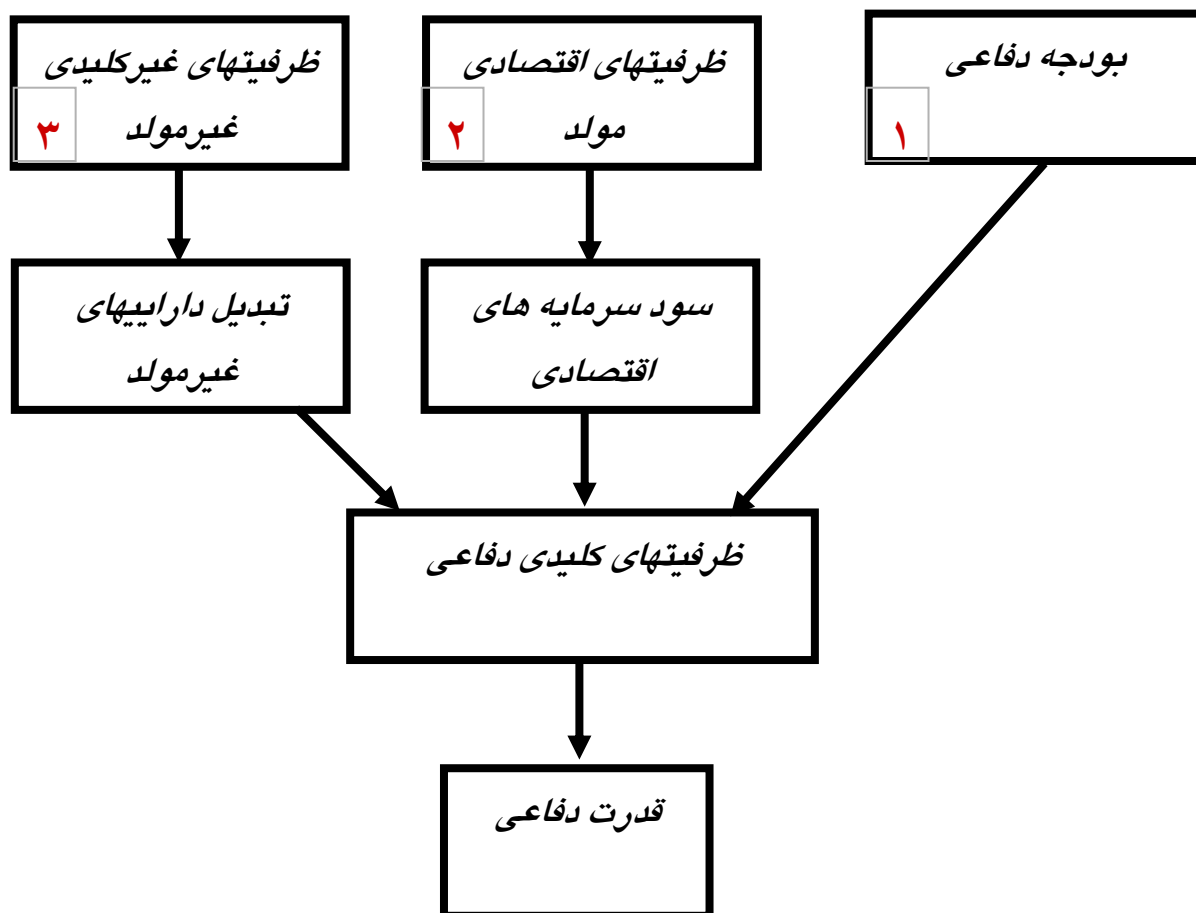 بودجه دفاعی
۱
ظرفیتهای اقتصادی
مولد
۲
ظرفیتهای غیرکلیدی
غیرمولد
۳
سود سرمایه های
اقتصادی
تبدیل داراییهای
غیرمولد
ظرفیتهای کلیدی دفاعی
قدرت دفاعی